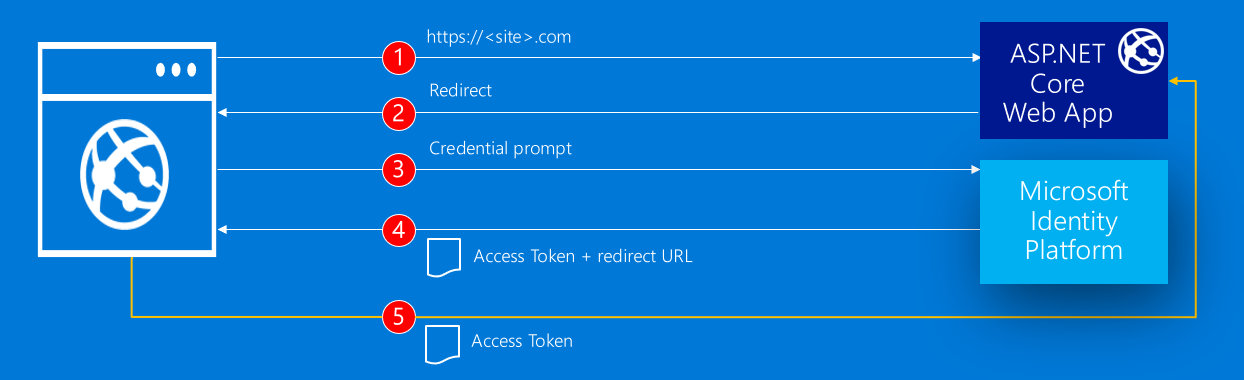 https://<site>.com
1
ASP.NET
Core
Web App
Redirect
2
Credential prompt
3
Microsoft
Identity
Platform
4
Access Token + redirect URL
5
Access Token